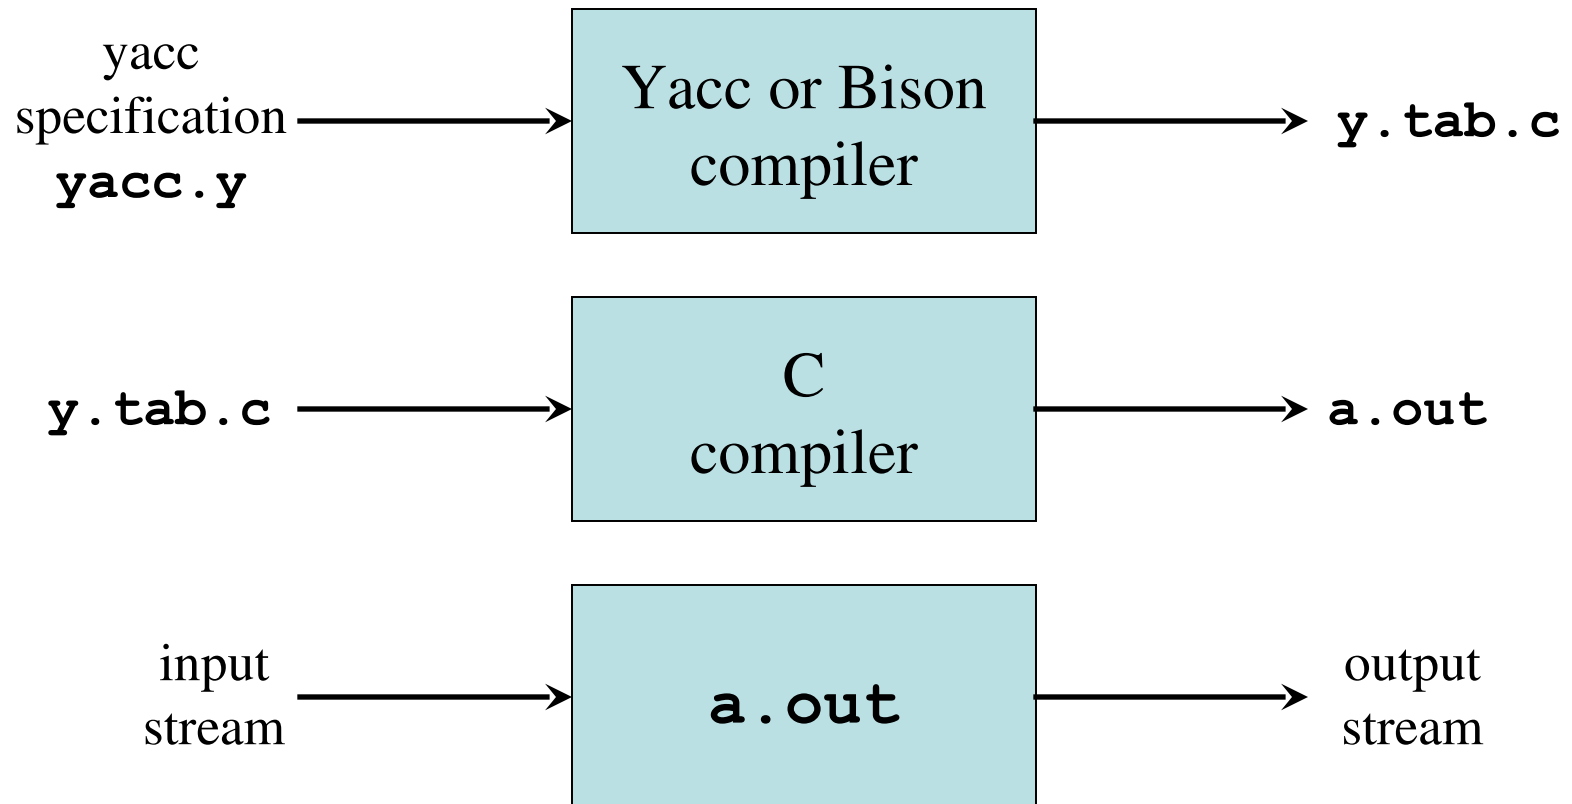 yacc
specification
yacc.y
Yacc or Bison
compiler
y.tab.c
y.tab.c
C
compiler
a.out
input
stream
a.out
output
stream